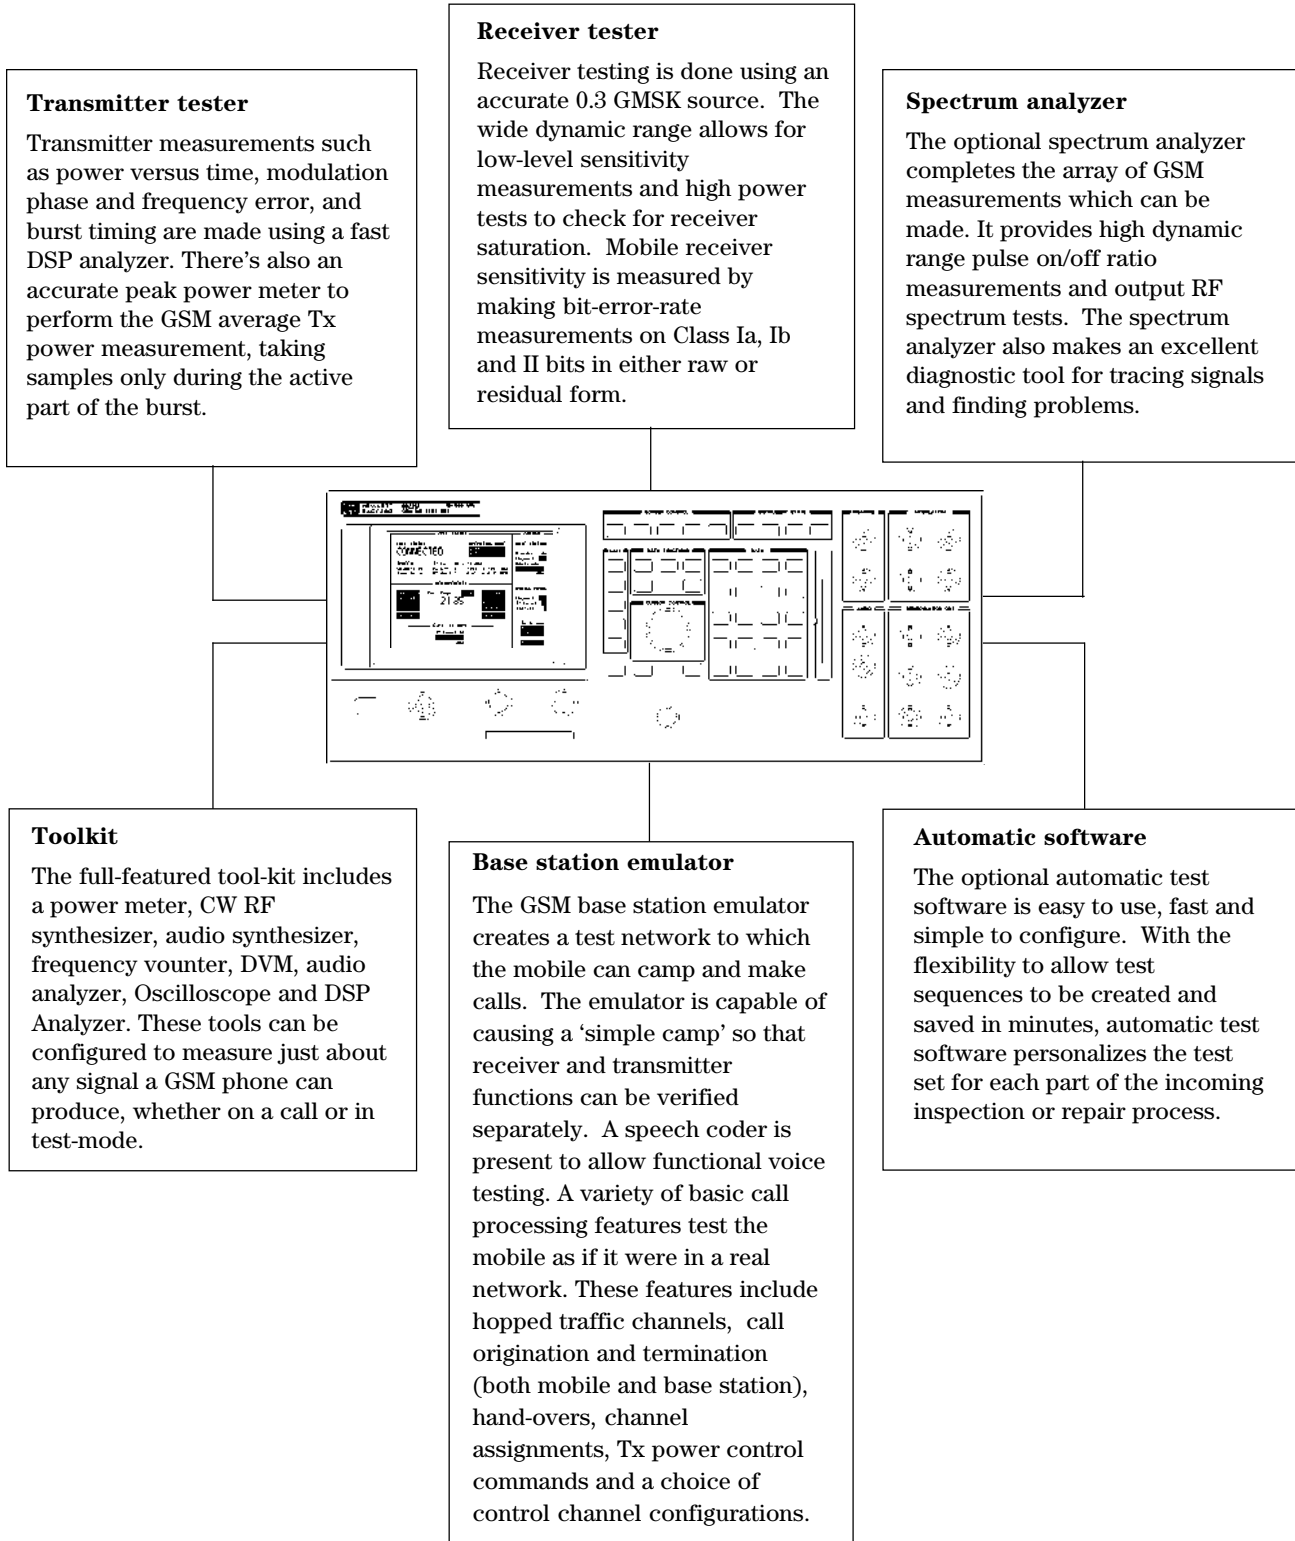 Receiver tester
Receiver testing is done using an
accurate 0.3 GMSK source.  The
wide dynamic range allows for
low-level sensitivity
measurements and high power
tests to check for receiver
saturation.  Mobile receiver
sensitivity is measured by
making bit-error-rate
measurements on Class Ia, Ib
and II bits in either raw or
residual form.
Transmitter tester
Transmitter measurements such
as power versus time, modulation
phase and frequency error, and
burst timing are made using a fast
DSP analyzer. There's also an
accurate peak power meter to
perform the GSM average Tx
power measurement, taking
samples only during the active
part of the burst.
Spectrum analyzer
The optional spectrum analyzer
completes the array of GSM
measurements which can be
made. It provides high dynamic
range pulse on/off ratio
measurements and output RF
spectrum tests.  The spectrum
analyzer also makes an excellent
diagnostic tool for tracing signals
and finding problems.
CONNECTED
21.85
Toolkit
The full-featured tool-kit includes
a power meter, CW RF
synthesizer, audio synthesizer,
frequency vounter, DVM, audio
analyzer, Oscilloscope and DSP
Analyzer. These tools can be
configured to measure just about
any signal a GSM phone can
produce, whether on a call or in
test-mode.
Base station emulator
The GSM base station emulator
creates a test network to which
the mobile can camp and make
calls.  The emulator is capable of
causing a ‘simple camp’ so that
receiver and transmitter
functions can be verified
separately.  A speech coder is
present to allow functional voice
testing. A variety of basic call
processing features test the
mobile as if it were in a real
network. These features include
hopped traffic channels,  call
origination and termination
(both mobile and base station),
hand-overs, channel
assignments, Tx power control
commands and a choice of
control channel configurations.
Automatic software
The optional automatic test
software is easy to use, fast and
simple to configure.  With the
flexibility to allow test
sequences to be created and
saved in minutes, automatic test
software personalizes the test
set for each part of the incoming
inspection or repair process.